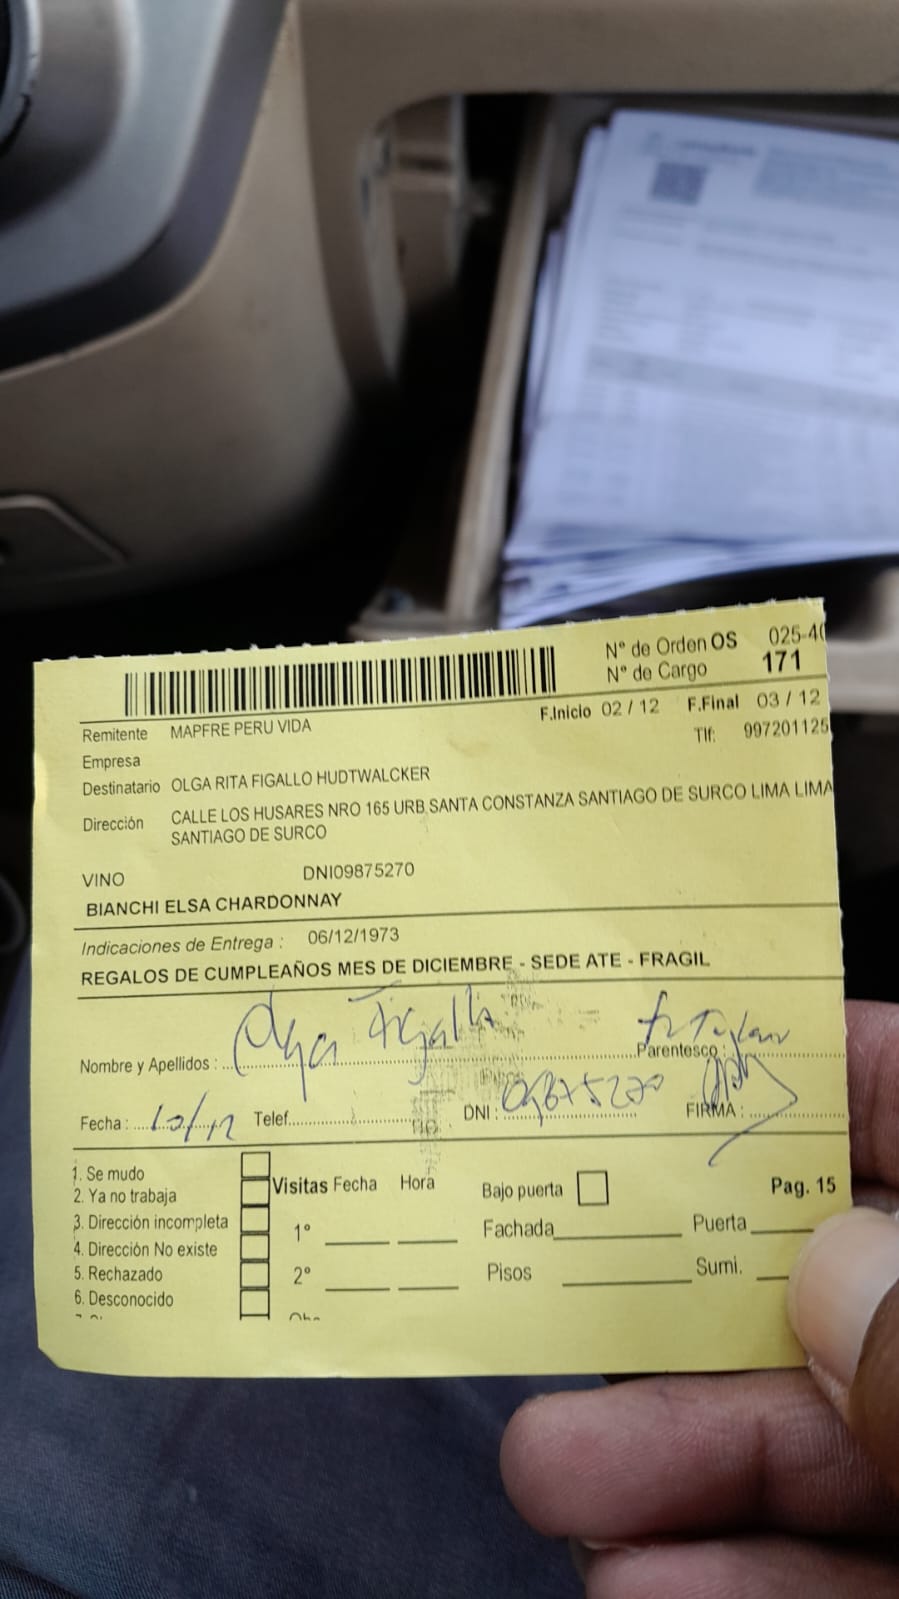 N° de Orden OS 025-40
N° de Cargo 171
F.Inicio 02 / 12 F.Final 03 / 12
Remitente MAPFRE PERU VIDA
Tlf: 997201125
Empresa
Destinatario OLGA RITA FIGALLO HUDTWALCKER
Dirección CALLE LOS HUSARES NRO 165 URB SANTA CONSTANZA SANTIAGO DE SURCO LIMA LIMA
SANTIAGO DE SURCO
VINO DNI09875270
BIANCHI ELSA CHARDONNAY
Indicaciones de Entrega : 06/12/1973
REGALOS DE CUMPLEAÑOS MES DE DICIEMBRE - SEDE ATE - FRAGIL
Nombre y Apellidos : Olga Figallo Parentesco : Titular
Fecha : 10/12 Telef. DNI : 09875270 FIRMA :
1. Se mudo
2. Ya no trabaja
3. Dirección incompleta
4. Dirección No existe
5. Rechazado
6. Desconocido
Visitas Fecha Hora
1°
2°
Bajo puerta
Pag. 15
Fachada Puerta
Pisos Sumi.